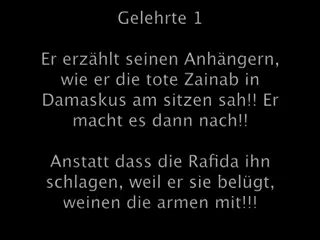 Gelehrte 1
Er erzählt seinen Anhängern,
wie er die tote Zainab in
Damaskus am sitzen sah!! Er
macht es dann nach!!
Anstatt dass die Rafida ihn
schlagen, weil er sie belügt,
weinen die armen mit!!!